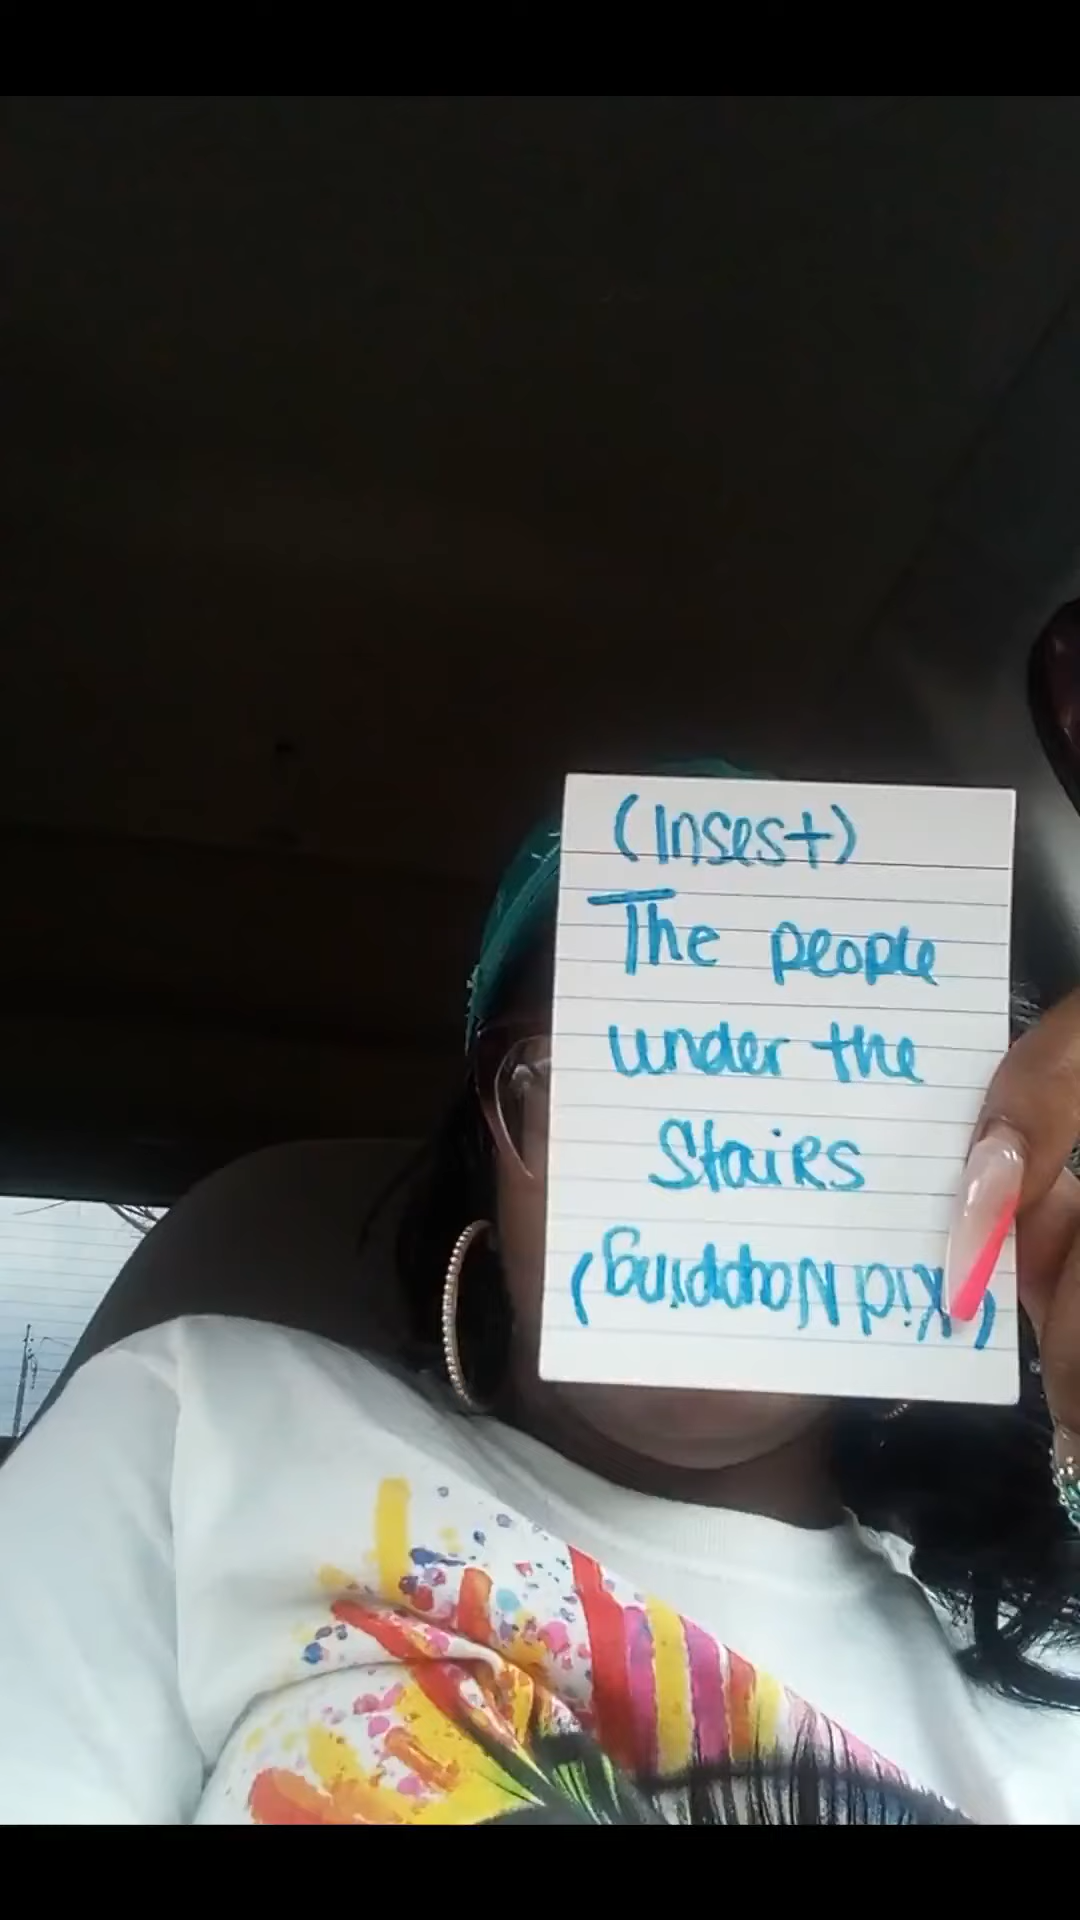 (Insest)
The people
under the
StaiRs
(Kid Napping)